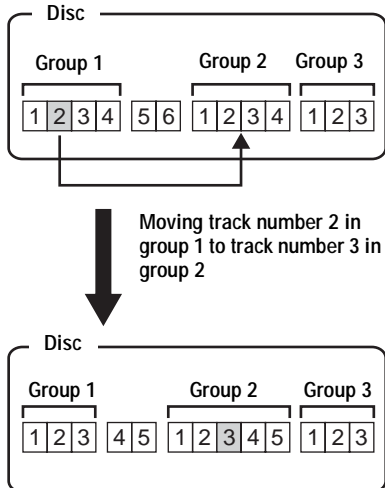 Disc
Group 1 Group 2 Group 3
1 2 3 4 5 6 1 2 3 4 1 2 3
Moving track number 2 in
group 1 to track number 3 in
group 2
Disc
Group 1 Group 2 Group 3
1 2 3 4 5 1 2 3 4 5 1 2 3